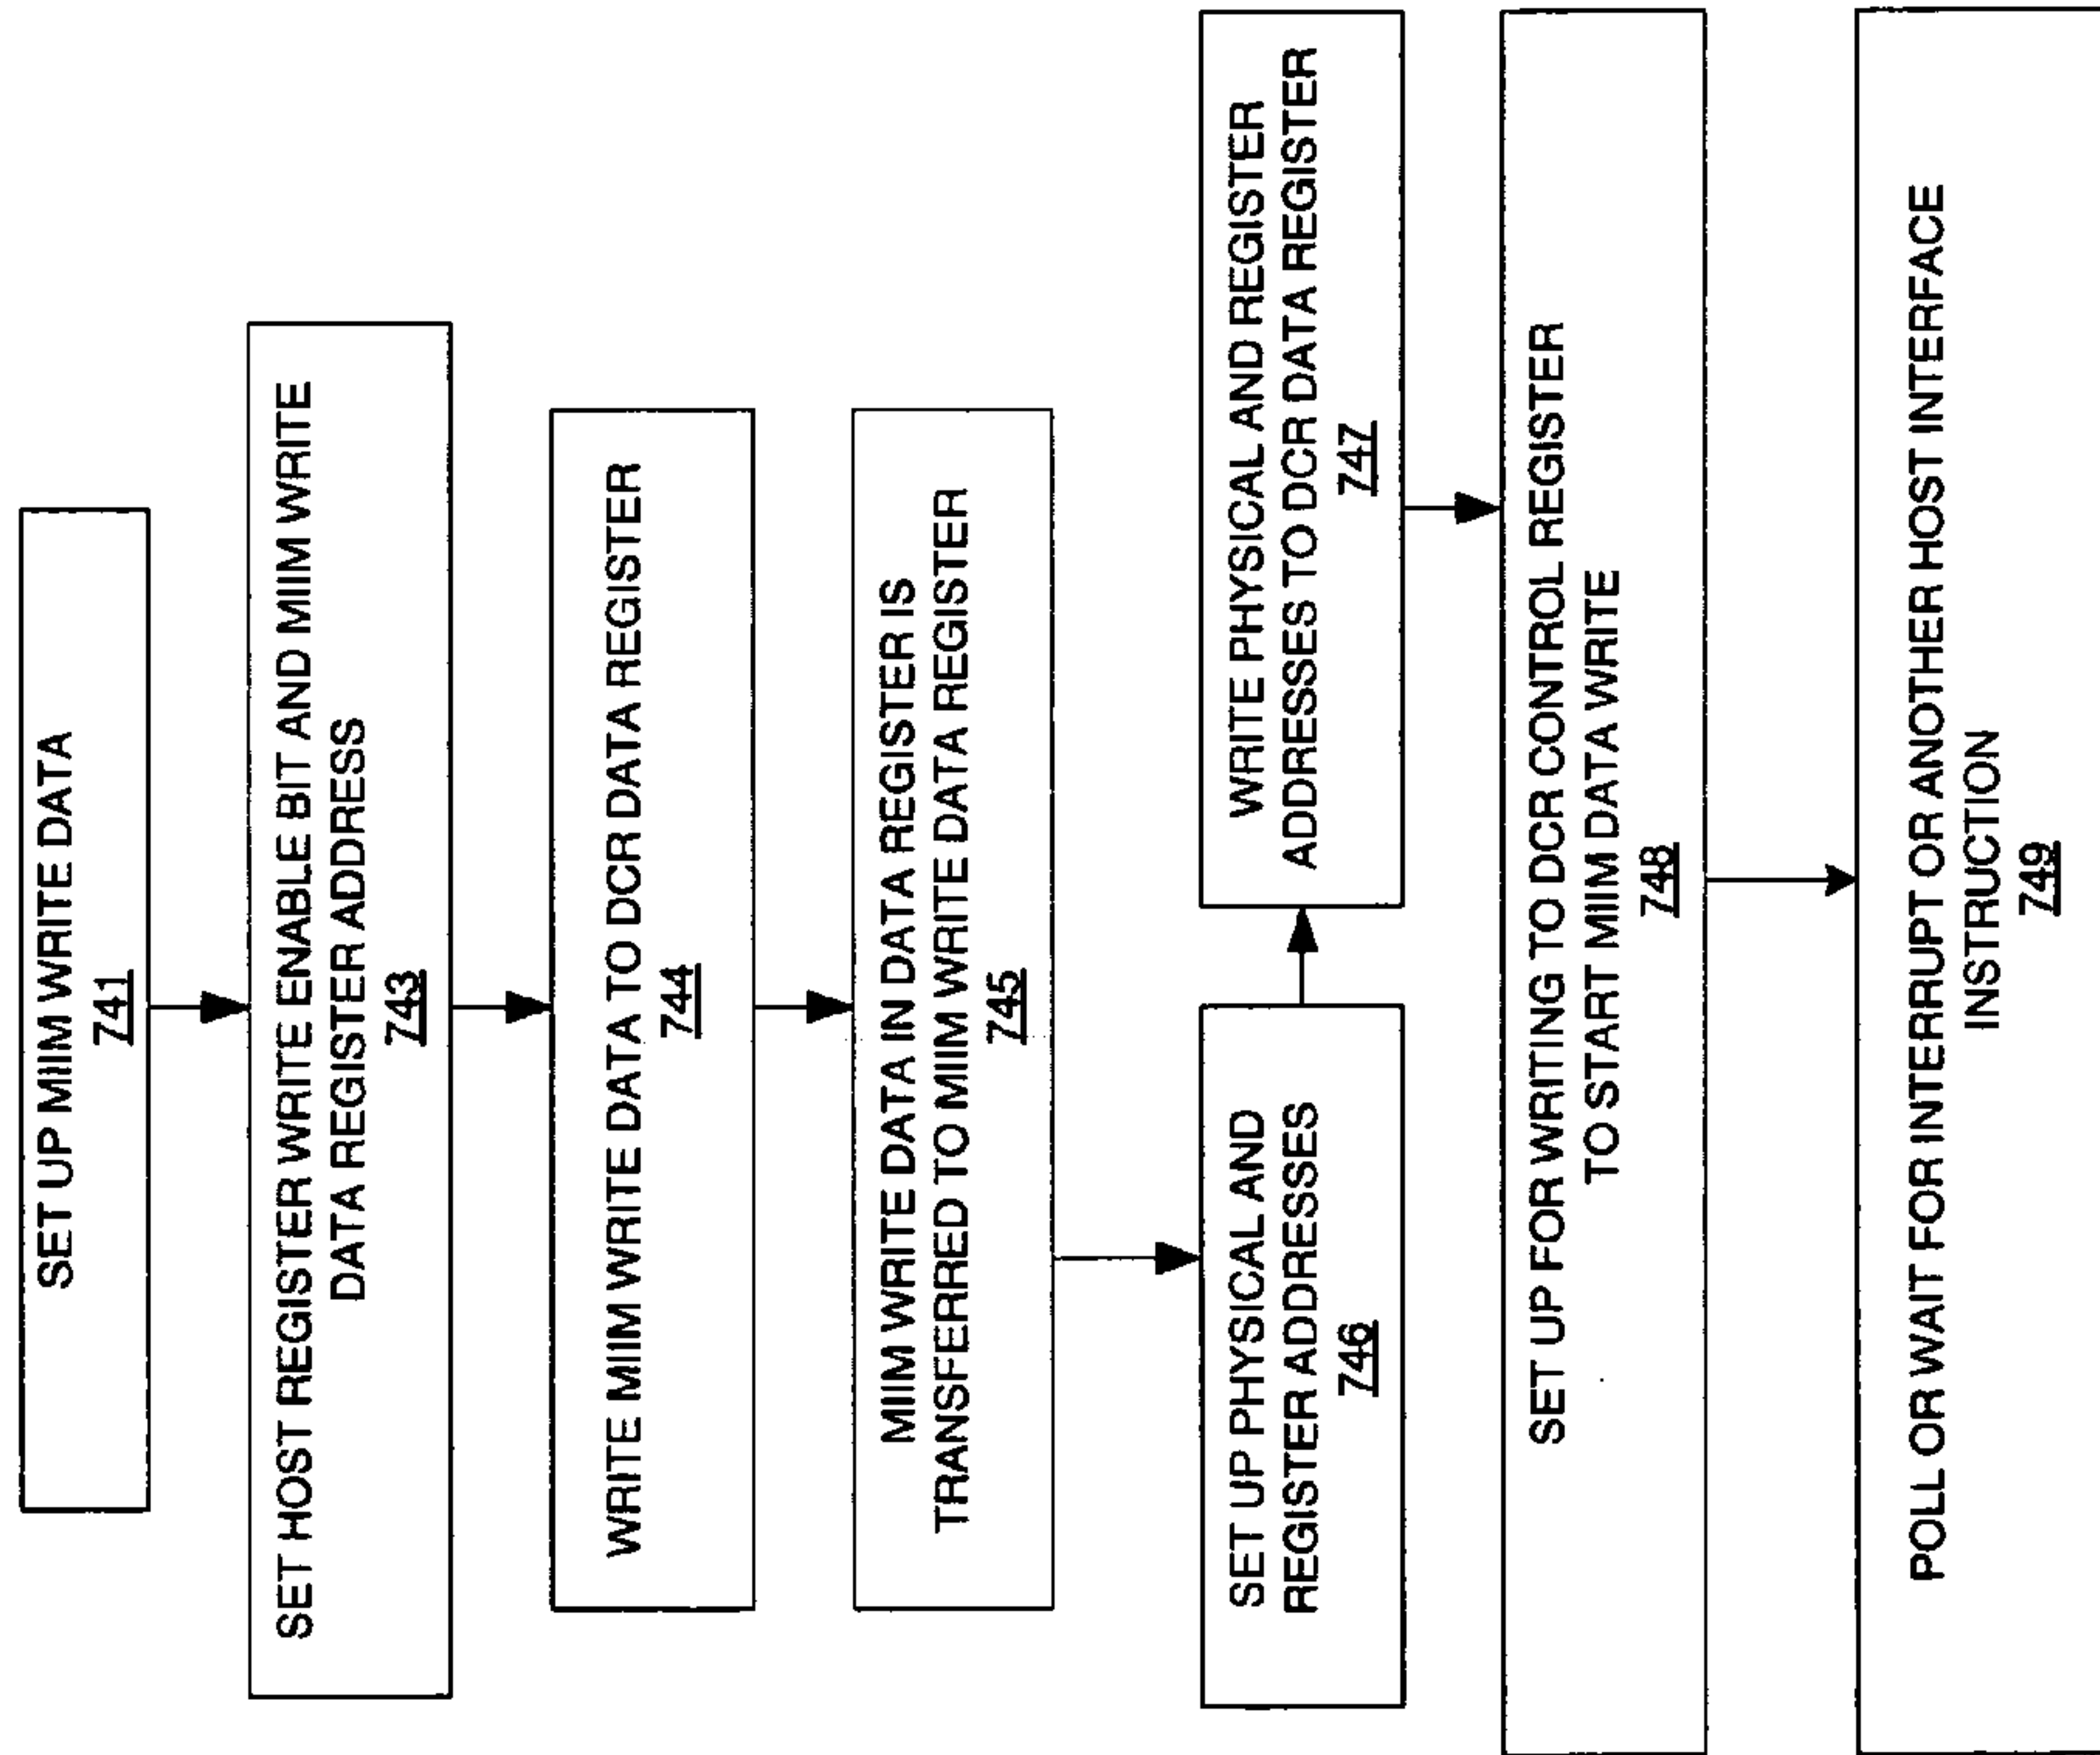 SET UP MIIM WRITE DATA
741
SET HOST REGISTER WRITE ENABLE BIT AND MIIM WRITE
DATA REGISTER ADDRESS
743
WRITE MIIM WRITE DATA TO DCR DATA REGISTER
744
MIIM WRITE DATA IN DATA REGISTER IS
TRANSFERRED TO MIIM WRITE DATA REGISTER
745
SET UP PHYSICAL AND
REGISTER ADDRESSES
746
WRITE PHYSICAL AND REGISTER
ADDRESSES TO DCR DATA REGISTER
747
SET UP FOR WRITING TO DCR CONTROL REGISTER
TO START MIIM DATA WRITE
748
POLL OR WAIT FOR INTERRUPT OR ANOTHER HOST INTERFACE
INSTRUCTION
749